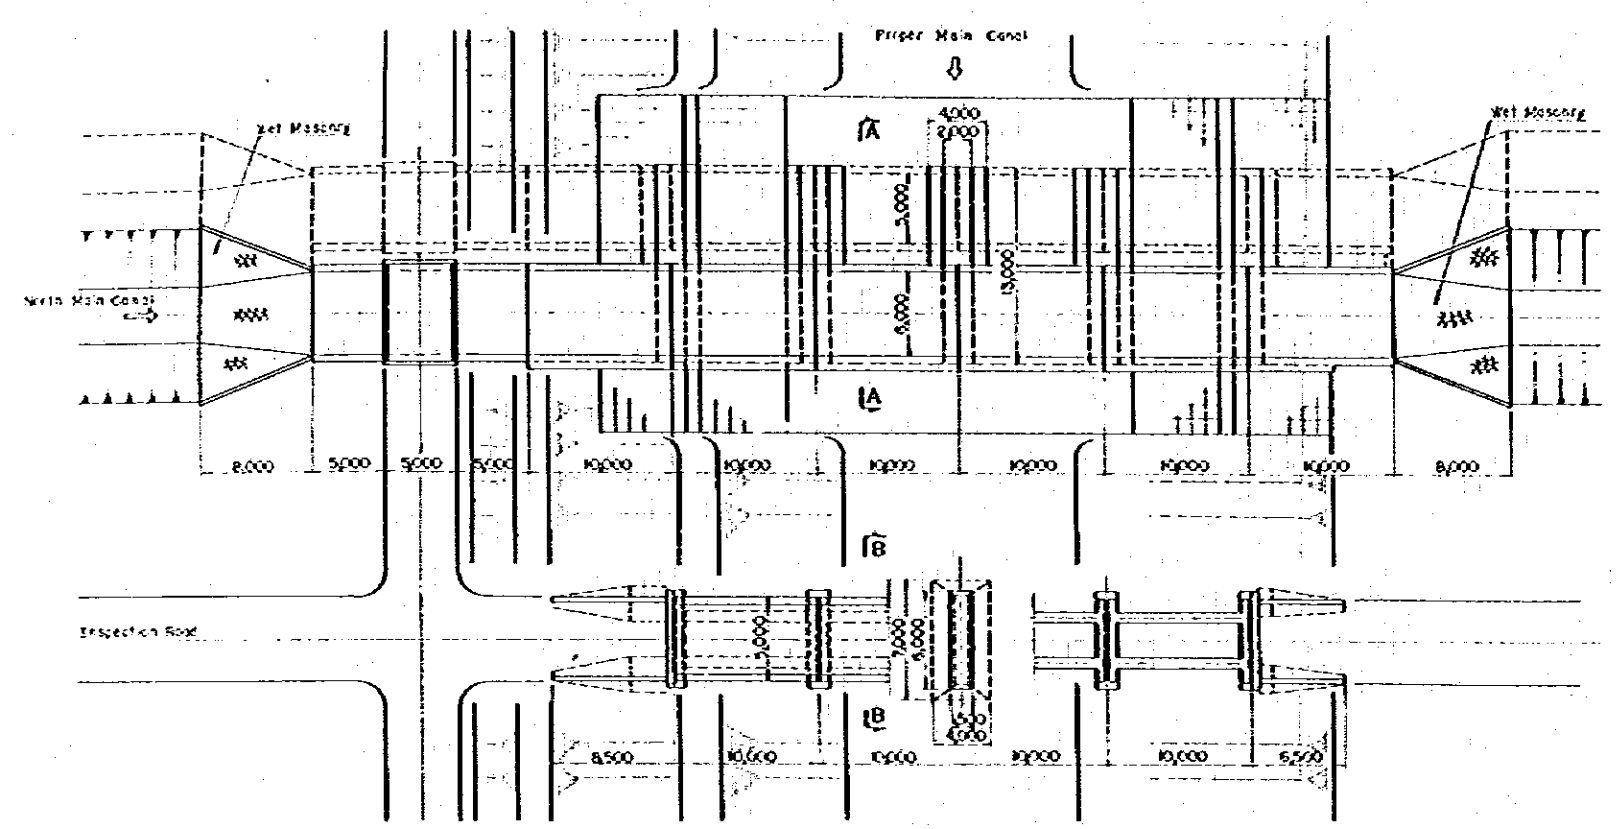 Proper Main Canal
Wet Masonry
Wet Masonry
A
4,000
2,000
5,000
13,000
North Main Canal
6,000
A
8,000 5,000 5,000 5,000 10,000 10,000 10,000 10,000 10,000 10,000 8,000
B
Inspection Road
5,000
7,000
6,000
B
4,000
8,500 10,000 10,000 10,000 10,000 6,500